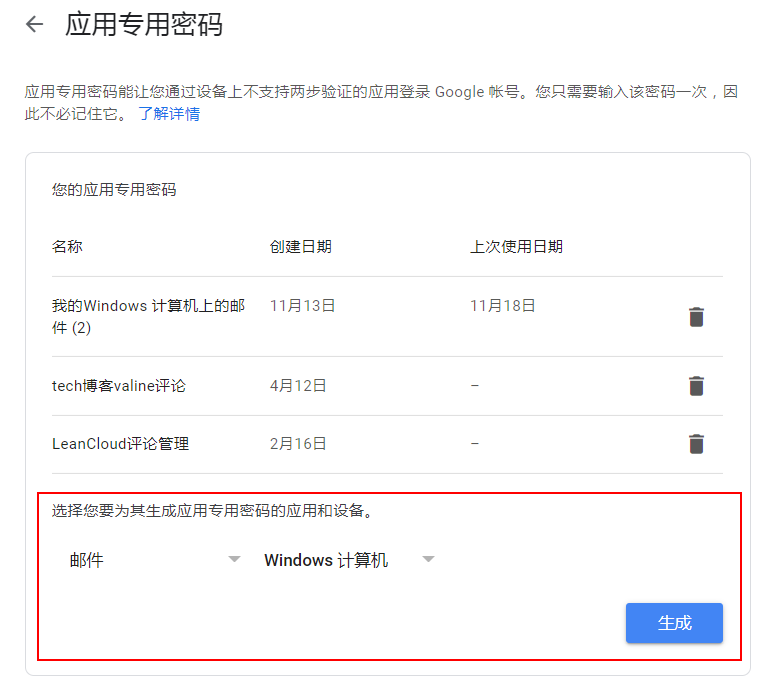 应用专用密码
应用专用密码能让您通过设备上不支持两步验证的应用登录 Google 帐号。您只需要输入该密码一次，因
此不必记住它。 了解详情
您的应用专用密码
名称 创建日期 上次使用日期
我的Windows 计算机上的邮 11月13日 11月18日
件 (2)
tech博客valine评论 4月12日 –
LeanCloud评论管理 2月16日 –
选择您要为其生成应用专用密码的应用和设备。
邮件 Windows 计算机
生成